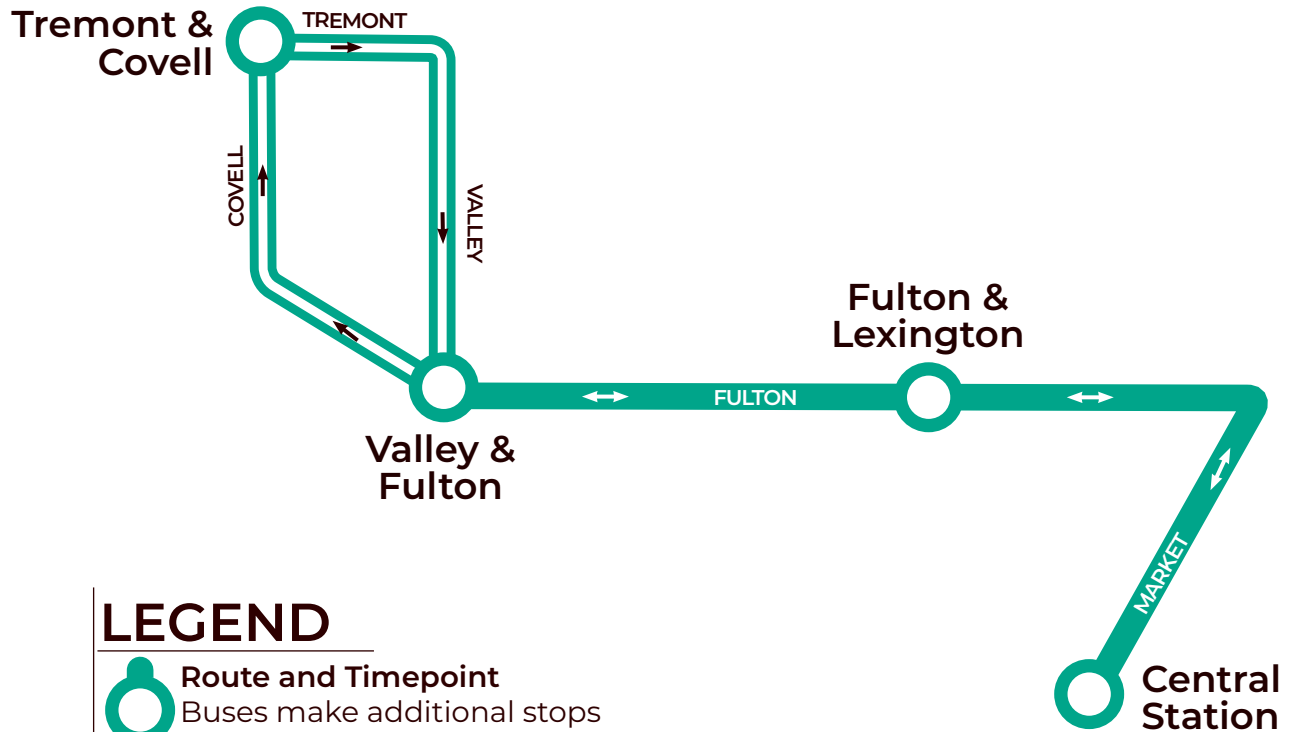 Tremont &
Covell
TREMONT
COVELL
VALLEY
Fulton &
Lexington
FULTON
Valley &
Fulton
MARKET
LEGEND
Route and Timepoint
Buses make additional stops
Central
Station